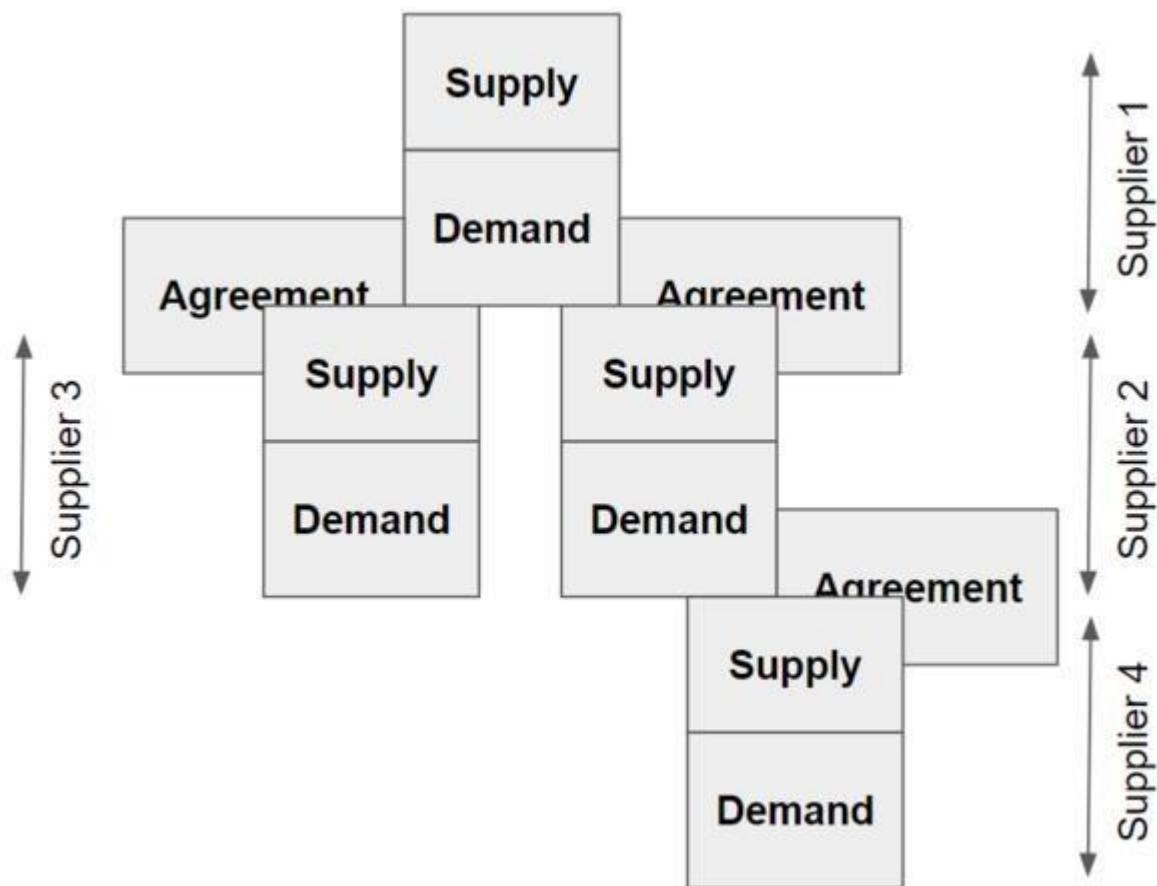 Supply
Supplier 1
Demand
Agreement
Agreement
Supply
Supply
Supplier 3
Supplier 2
Demand
Demand
Agreement
Supply
Supplier 4
Demand